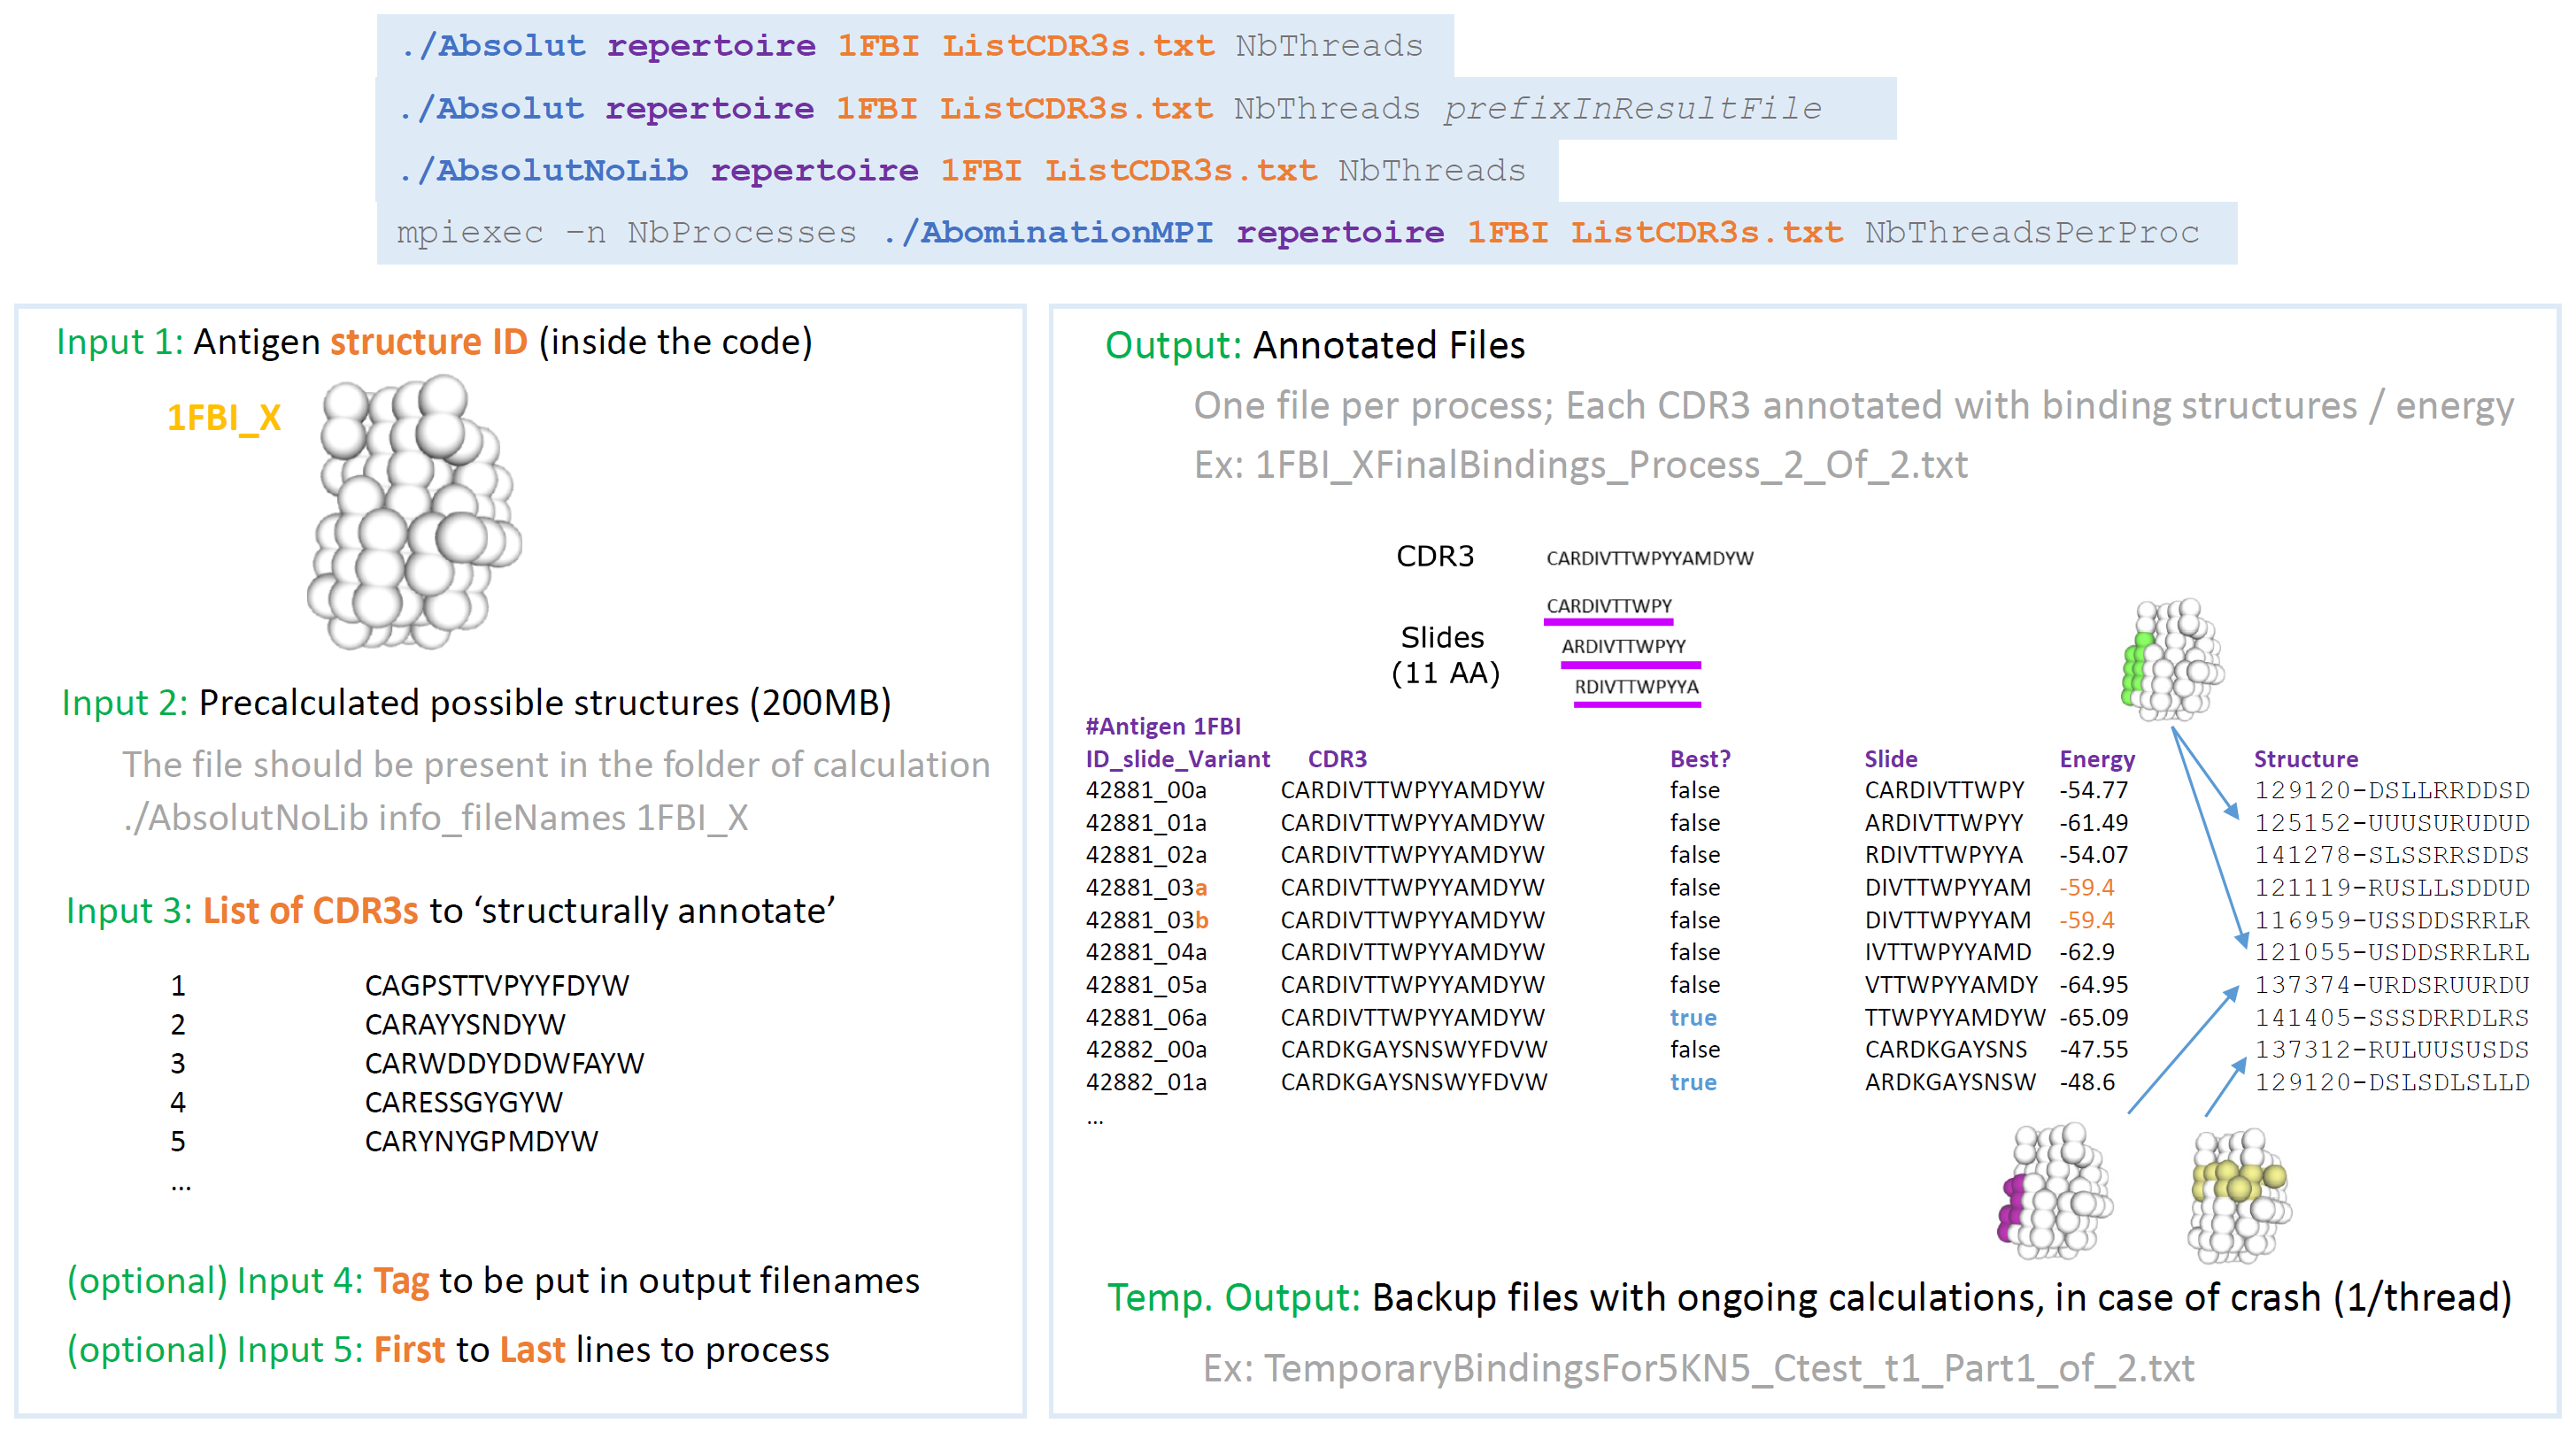 ./Absolut repertoire 1FBI ListCDR3s.txt NbThreads
./Absolut repertoire 1FBI ListCDR3s.txt NbThreads prefixInResultFile
./AbsolutNoLib repertoire 1FBI ListCDR3s.txt NbThreads
mpiexec -n NbProcesses ./AbominationMPI repertoire 1FBI ListCDR3s.txt NbThreadsPerProc
Input 1: Antigen structure ID (inside the code)
1FBI_X
Input 2: Precalculated possible structures (200MB)
The file should be present in the folder of calculation
./AbsolutNoLib info_fileNames 1FBI_X
Input 3: List of CDR3s to ‘structurally annotate’
1 CAGPSTTVPYYFDYW
2 CARAYYSNDYW
3 CARWDDYDDWFAYW
4 CARESSGYGYW
5 CARYNYGPMDYW
...
(optional) Input 4: Tag to be put in output filenames
(optional) Input 5: First to Last lines to process
Output: Annotated Files
One file per process; Each CDR3 annotated with binding structures / energy
Ex: 1FBI_XFinalBindings_Process_2_Of_2.txt
CDR3 CARDIVTTWPYYAMDYW
CARDIVTTWPY
Slides
(11 AA)
ARDIVTTWPYY
RDIVTTWPYYA
#Antigen 1FBI
ID_slide_Variant CDR3 Best? Slide Energy Structure
42881_00a CARDIVTTWPYYAMDYW false CARDIVTTWPY -54.77 129120-DSLLRRDDSD
42881_01a CARDIVTTWPYYAMDYW false ARDIVTTWPYY -61.49 125152-UUUSURUDUD
42881_02a CARDIVTTWPYYAMDYW false RDIVTTWPYYA -54.07 141278-SLSSRRSDDS
42881_03a CARDIVTTWPYYAMDYW false DIVTTWPYYAM -59.4 121119-RUSLLSDDUD
42881_03b CARDIVTTWPYYAMDYW false DIVTTWPYYAM -59.4 116959-USSDDSRRLR
42881_04a CARDIVTTWPYYAMDYW false IVTTWPYYAMD -62.9 121055-USDDSRRLRL
42881_05a CARDIVTTWPYYAMDYW false VTTWPYYAMDY -64.95 137374-URDSRUURDU
42881_06a CARDIVTTWPYYAMDYW true TTWPYYAMDYW -65.09 141405-SSSDRRDLRS
42882_00a CARDKGAYSNSWYFDVW false CARDKGAYSNS -47.55 137312-RULUUSUSDS
42882_01a CARDKGAYSNSWYFDVW true ARDKGAYSNSW -48.6 129120-DSLSDLSLLD
...
Temp. Output: Backup files with ongoing calculations, in case of crash (1/thread)
Ex: TemporaryBindingsFor5KN5_Ctest_t1_Part1_of_2.txt